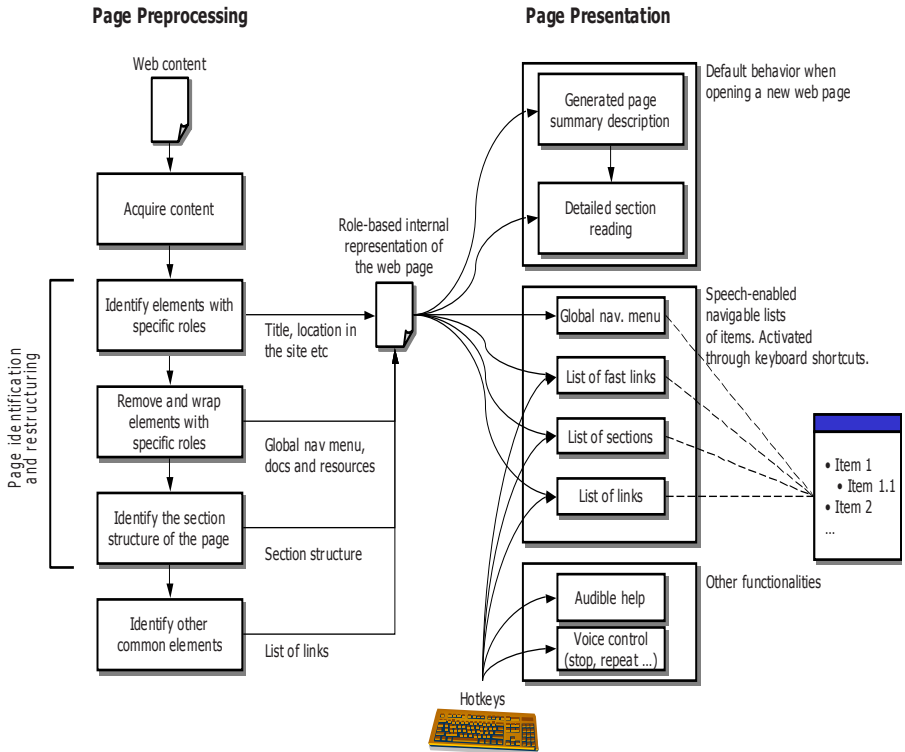 Page Preprocessing
Page Presentation
Web content
Acquire content
Page identification
and restructuring
Identify elements with
specific roles
Title, location in
the site etc
Remove and wrap
elements with
specific roles
Global nav menu,
docs and resources
Identify the section
structure of the page
Section structure
Identify other
common elements
List of links
Role-based internal
representation of
the web page
Generated page
summary description
Detailed section
reading
Default behavior when
opening a new web page
Global nav. menu
List of fast links
List of sections
List of links
Speech-enabled
navigable lists
of items. Activated
through keyboard shortcuts.
• Item 1
• Item 1.1
• Item 2
...
Audible help
Voice control
(stop, repeat ...)
Other functionalities
Hotkeys